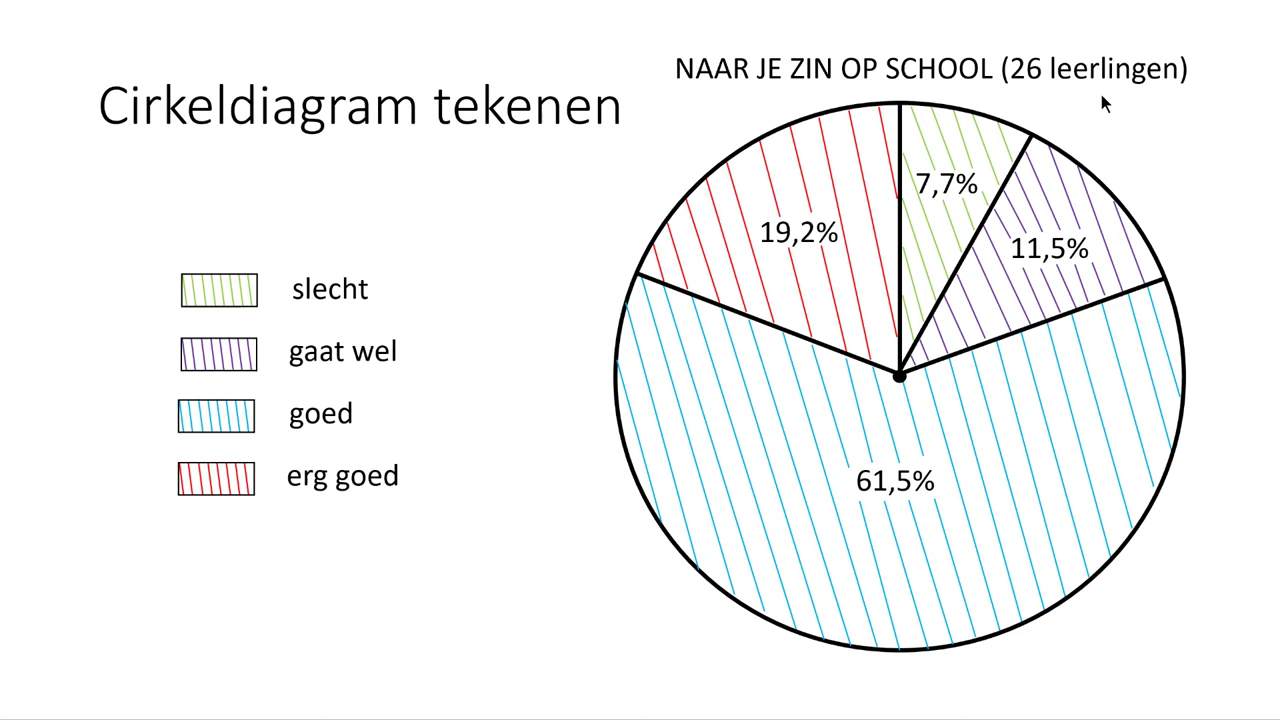 NAAR JE ZIN OP SCHOOL (26 leerlingen)
Cirkeldiagram tekenen
7,7%
19,2%
11,5%
slecht
gaat wel
goed
erg goed
61,5%